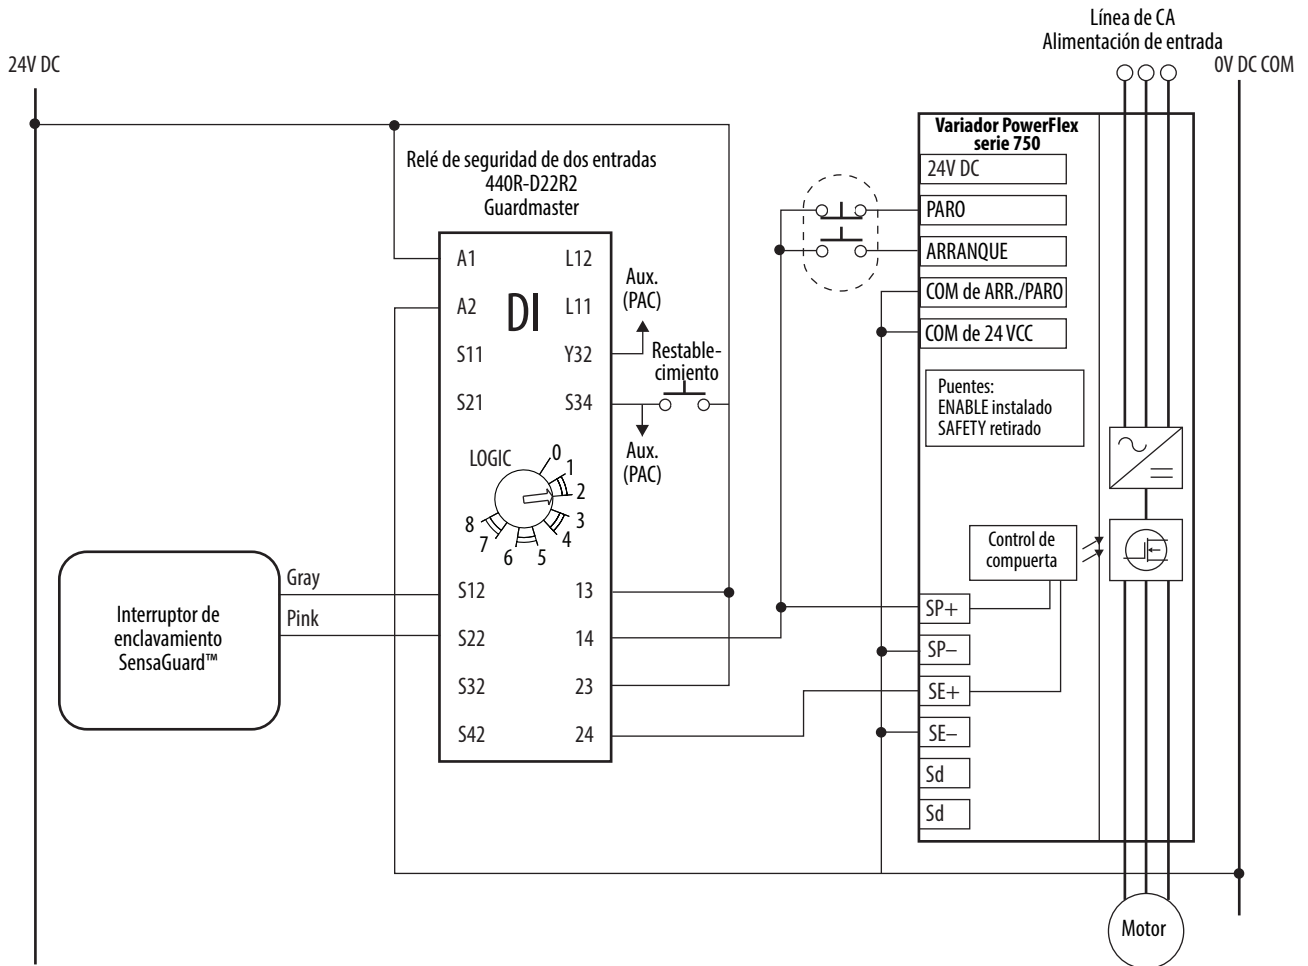 Línea de CA
Alimentación de entrada
24V DC
0V DC COM
Variador PowerFlex
serie 750
24V DC
PARO
ARRANQUE
COM de ARR./PARO
COM de 24 VCC
Puentes:
ENABLE instalado
SAFETY retirado
Relé de seguridad de dos entradas
440R-D22R2
Guardmaster
A1
L12
A2
DI
L11
S11
Y32
S21
S34
Aux.
(PAC)
Restable-
cimiento
Aux.
(PAC)
LOGIC
0
1
2
3
4
5
6
7
8
Control de
compuerta
Interruptor de
enclavamiento
SensaGuard™
Gray
Pink
S12
13
S22
14
S32
23
S42
24
SP+
SP–
SE+
SE–
Sd
Sd
Motor